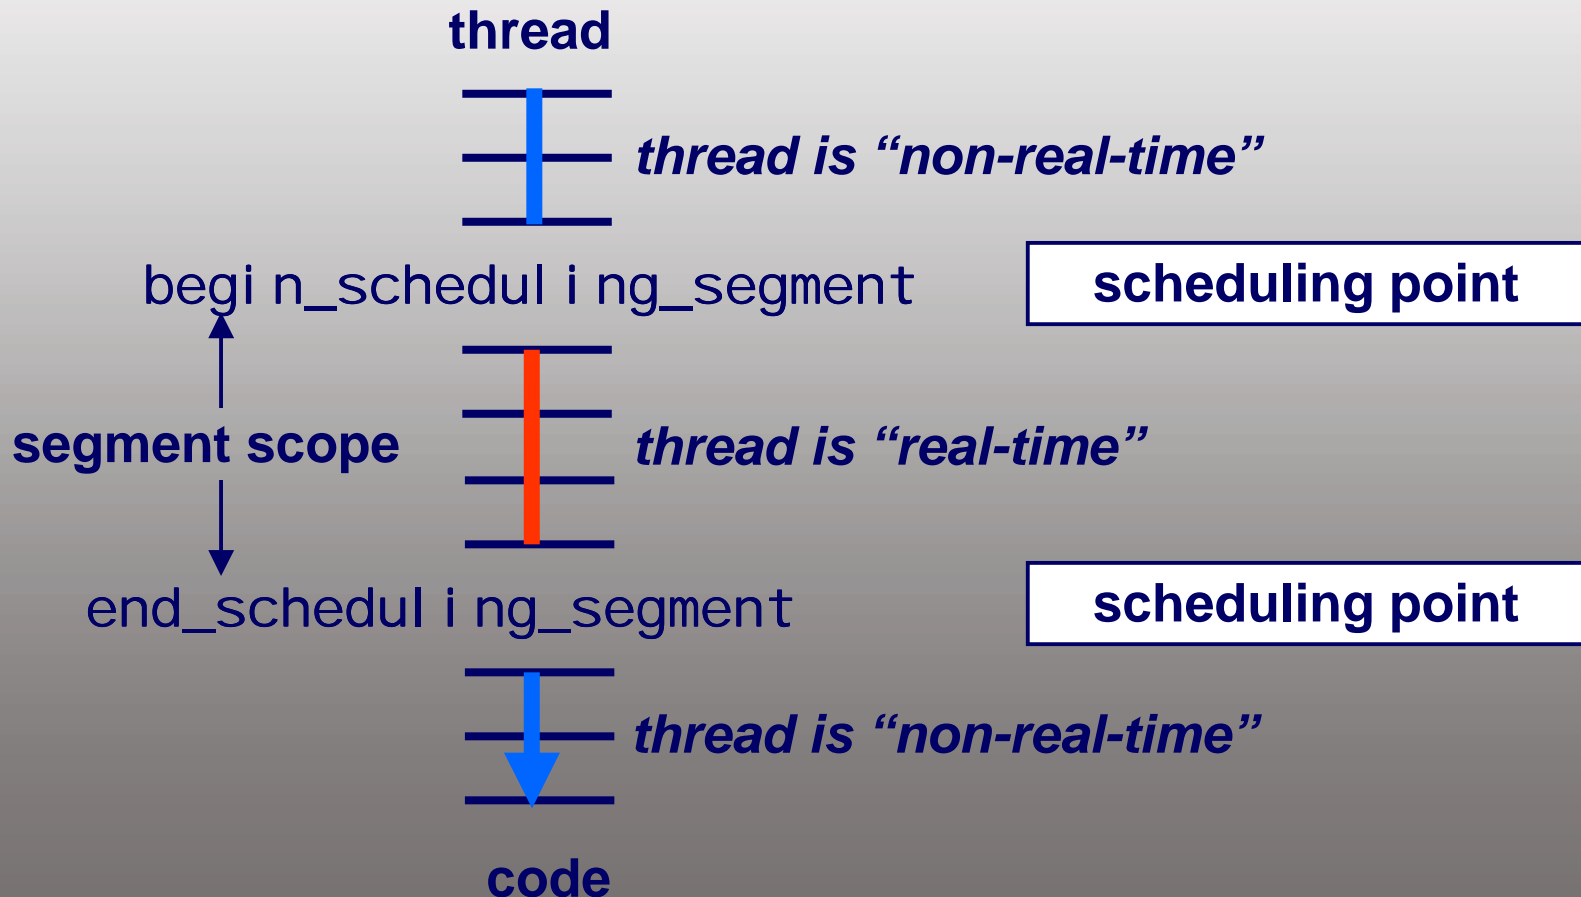 thread
thread is “non-real-time”
begin_scheduling_segment
scheduling point
segment scope
thread is “real-time”
end_scheduling_segment
scheduling point
thread is “non-real-time”
code